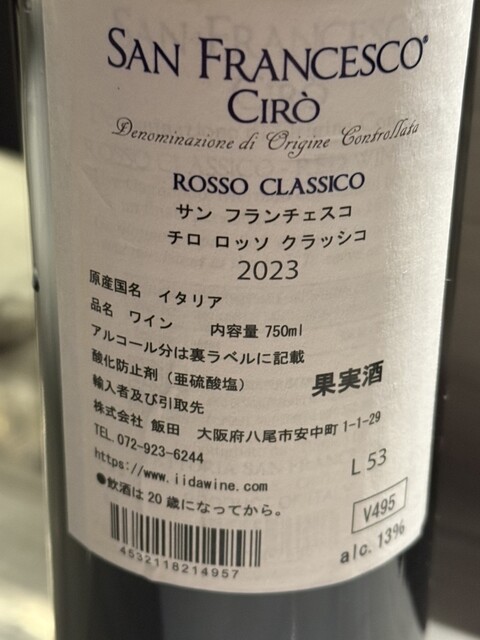 SAN FRANCESCO®
CIRÒ
Denominazione di Origine Controllata
ROSSO CLASSICO
サン フランチェスコ
チロ ロッソ クラッシコ
2023
原産国名 イタリア
品名 ワイン 内容量 750ml
アルコール分は裏ラベルに記載
酸化防止剤（亜硫酸塩） 果実酒
輸入者及び引取先
株式会社 飯田 大阪府八尾市安中町1-1-29
TEL. 072-923-6244
https://www.iidawine.com
L 53
●飲酒は20歳になってから。
V495
4532118214957
alc. 13%